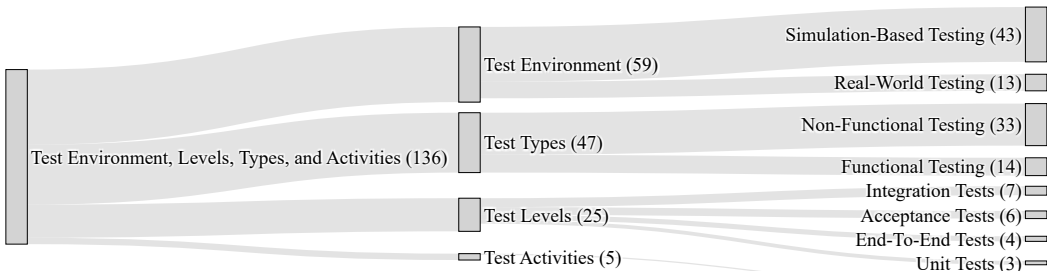 Test Environment, Levels, Types, and Activities (136)
Test Environment (59)
Test Types (47)
Test Levels (25)
Test Activities (5)
Simulation-Based Testing (43)
Real-World Testing (13)
Non-Functional Testing (33)
Functional Testing (14)
Integration Tests (7)
Acceptance Tests (6)
End-To-End Tests (4)
Unit Tests (3)